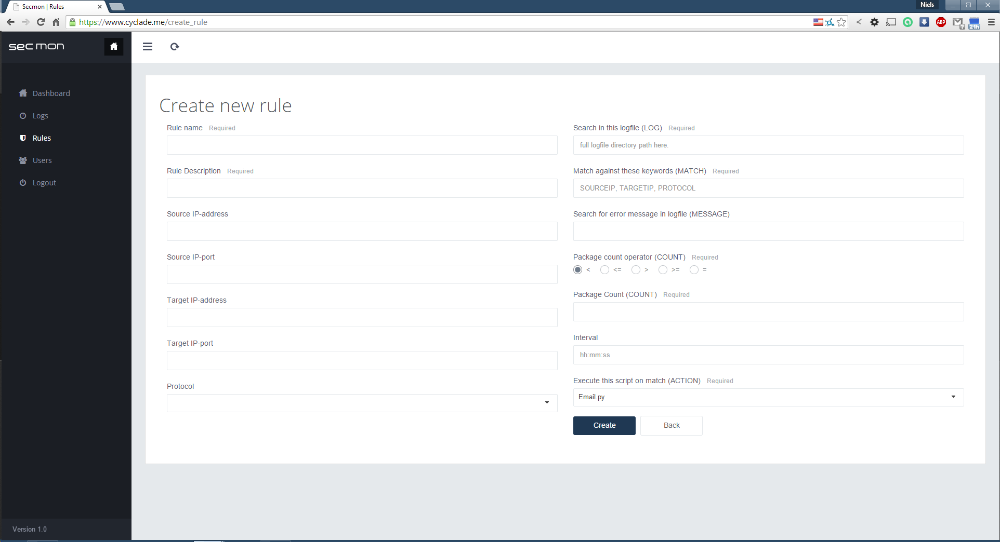 Secmon | Rules
Niels
https://www.cyclade.me/create_rule
ABP
21h
sec mon
Dashboard
Logs
Rules
Users
Logout
Version 1.0
Create new rule
Rule name Required
Rule Description Required
Source IP-address
Source IP-port
Target IP-address
Target IP-port
Protocol
Search in this logfile (LOG) Required
full logfile directory path here.
Match against these keywords (MATCH) Required
SOURCEIP, TARGETIP, PROTOCOL
Search for error message in logfile (MESSAGE)
Package count operator (COUNT) Required
< <= > >= =
Package Count (COUNT) Required
Interval
hh:mm:ss
Execute this script on match (ACTION) Required
Email.py
Create Back